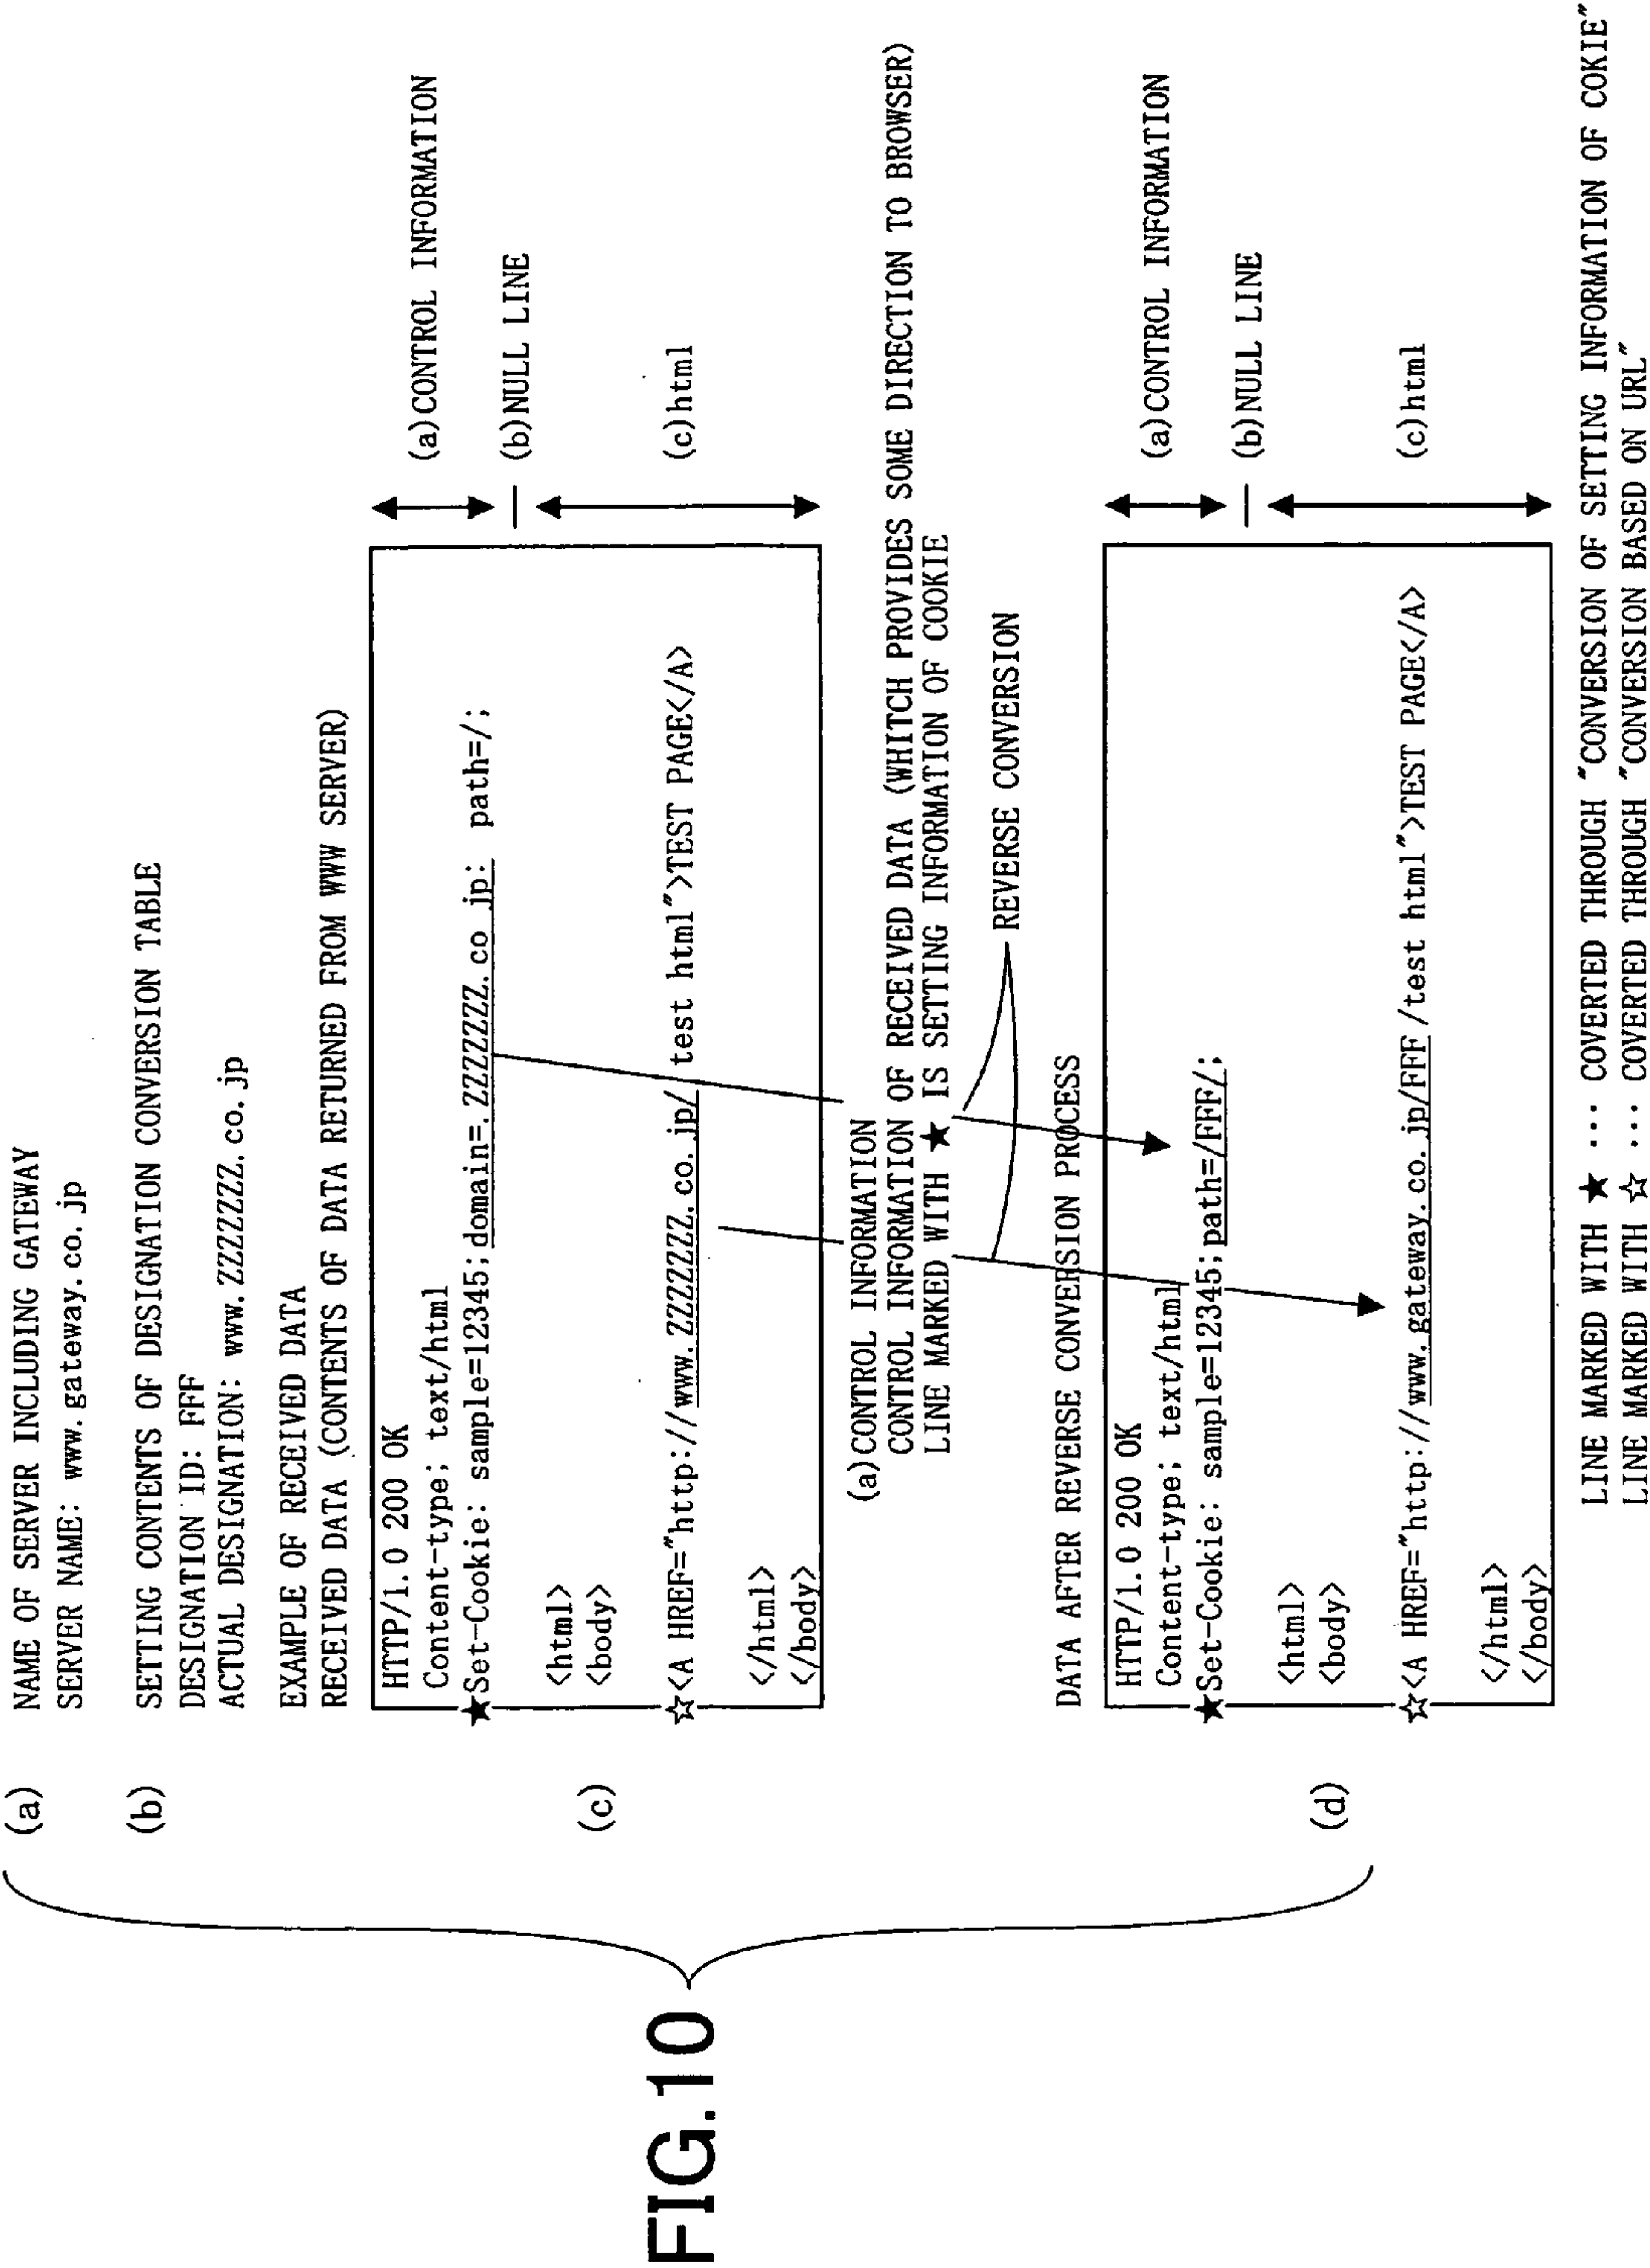 FIG.10
(a)
NAME OF SERVER INCLUDING GATEWAY
SERVER NAME: www.gateway.co.jp
(b)
SETTING CONTENTS OF DESIGNATION CONVERSION TABLE
DESIGNATION ID: FFF
ACTUAL DESIGNATION: www.ZZZZZZZ.co.jp
EXAMPLE OF RECEIVED DATA
RECEIVED DATA (CONTENTS OF DATA RETURNED FROM WWW SERVER)
(c)
HTTP/1.0 200 OK
Content-type; text/html
★Set-Cookie: sample=12345;domain=.ZZZZZZZ.co jp: path=/;
<html>
<body>
☆<A HREF="http://www.ZZZZZZZ.co.jp/ test html">TEST PAGE</A>
</html>
</body>
(a)CONTROL INFORMATION
(b)NULL LINE
(c)html
(a)CONTROL INFORMATION
CONTROL INFORMATION OF RECEIVED DATA (WHITCH PROVIDES SOME DIRECTION TO BROWSER)
LINE MARKED WITH ★ IS SETTING INFORMATION OF COOKIE
REVERSE CONVERSION
DATA AFTER REVERSE CONVERSION PROCESS
(d)
HTTP/1.0 200 OK
Content-type; text/html
★Set-Cookie: sample=12345;path=/FFF/;
<html>
<body>
☆<A HREF="http://www.gateway.co.jp/FFF/test html">TEST PAGE</A>
</html>
</body>
(a)CONTROL INFORMATION
(b)NULL LINE
(c)html
LINE MARKED WITH ★ ... COVERTED THROUGH "CONVERSION OF SETTING INFORMATION OF COKIE"
LINE MARKED WITH ☆ ... COVERTED THROUGH "CONVERSION BASED ON URL"